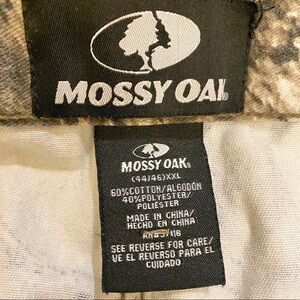 MOSSY OAK
MOSSY OAK
(44/46)XXL
60%COTTON/ALGODÓN
40%POLYESTER/
POLIÉSTER
MADE IN CHINA/
HECHO EN CHINA
SEE REVERSE FOR CARE/
VE EL REVERSO PARA EL
CUIDADO